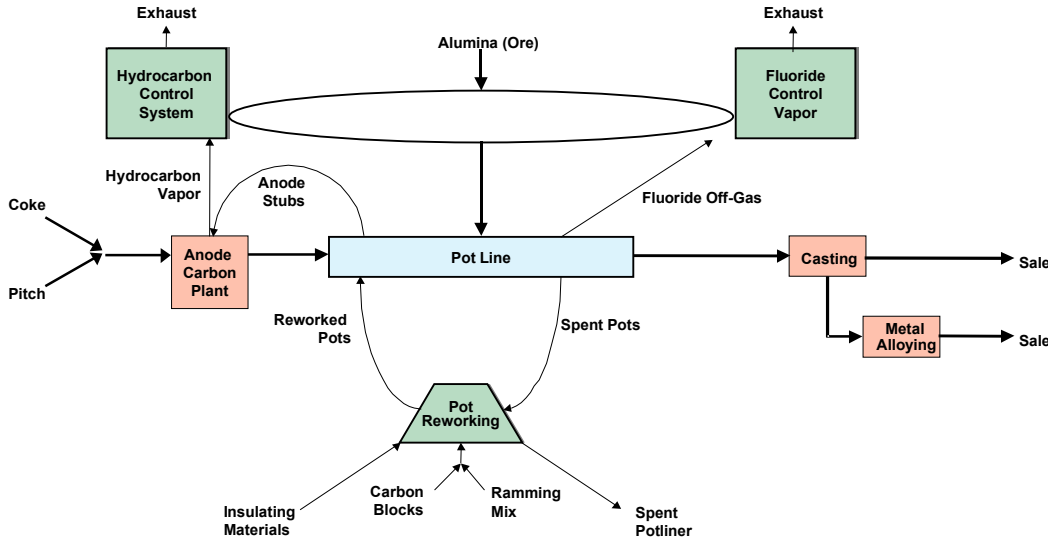 Exhaust
Exhaust
Alumina (Ore)
Hydrocarbon
Control
System
Fluoride
Control
Vapor
Hydrocarbon
Vapor
Anode
Stubs
Fluoride Off-Gas
Coke
Pitch
Anode
Carbon
Plant
Pot Line
Casting
Sale
Reworked
Pots
Spent Pots
Metal
Alloying
Sale
Pot
Reworking
Insulating
Materials
Carbon
Blocks
Ramming
Mix
Spent
Potliner